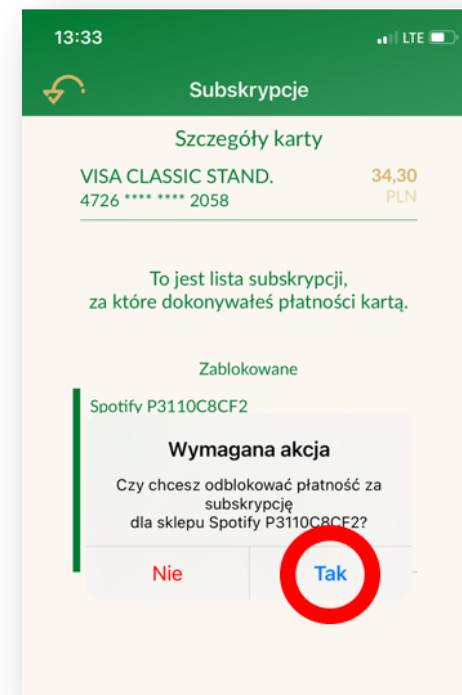 13:33 LTE
Subskrypcje
Szczegóły karty
VISA CLASSIC STAND. 34,30
4726 **** **** 2058 PLN
To jest lista subskrypcji,
za które dokonywałeś płatności kartą.
Zablokowane
Spotify P3110C8CF2
Wymagana akcja
Czy chcesz odblokować płatność za
subskrypcję
dla sklepu Spotify P3110C8CF2?
Nie Tak